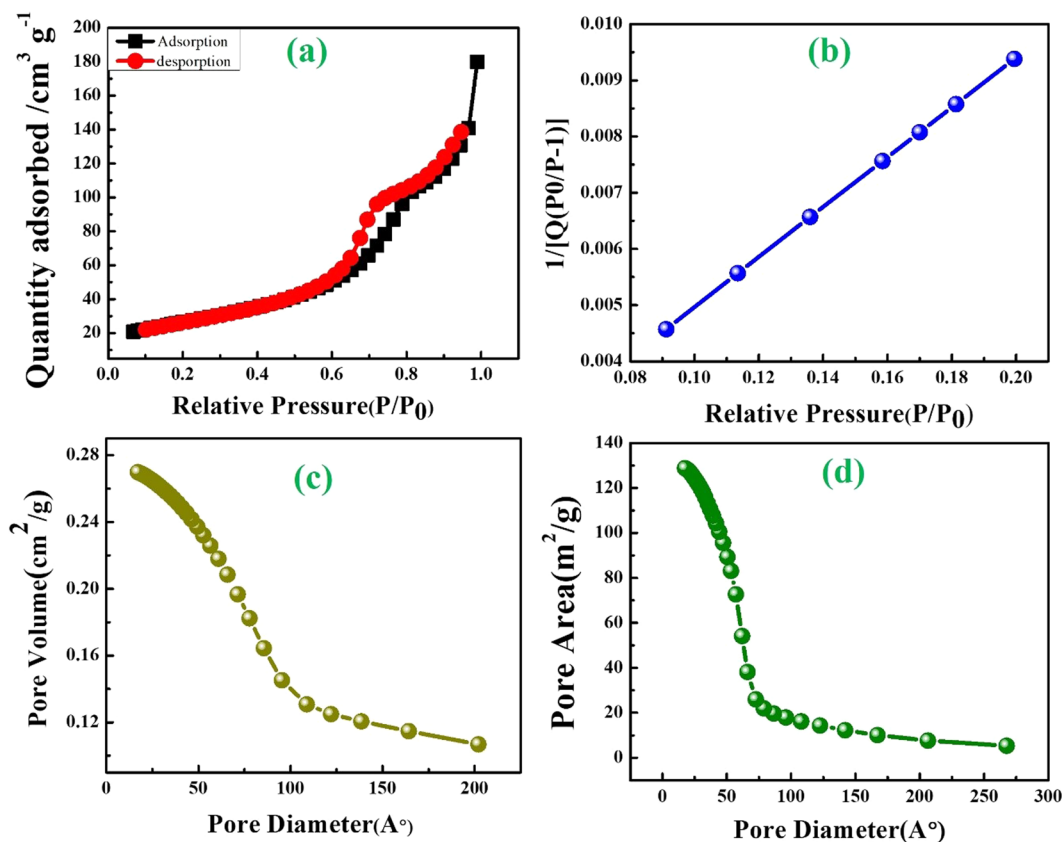 (a)
Adsorption
desporption
Quantity adsorbed /cm³ g⁻¹
200
180
160
140
120
100
80
60
40
20
0.0 0.2 0.4 0.6 0.8 1.0
Relative Pressure(P/P₀)
(b)
1/[Q(P0/P-1)]
0.010
0.009
0.008
0.007
0.006
0.005
0.004
0.08 0.10 0.12 0.14 0.16 0.18 0.20
Relative Pressure(P/P₀)
(c)
Pore Volume(cm²/g)
0.28
0.24
0.20
0.16
0.12
0 50 100 150 200
Pore Diameter(A°)
(d)
Pore Area(m²/g)
140
120
100
80
60
40
20
0
0 50 100 150 200 250 300
Pore Diameter(A°)